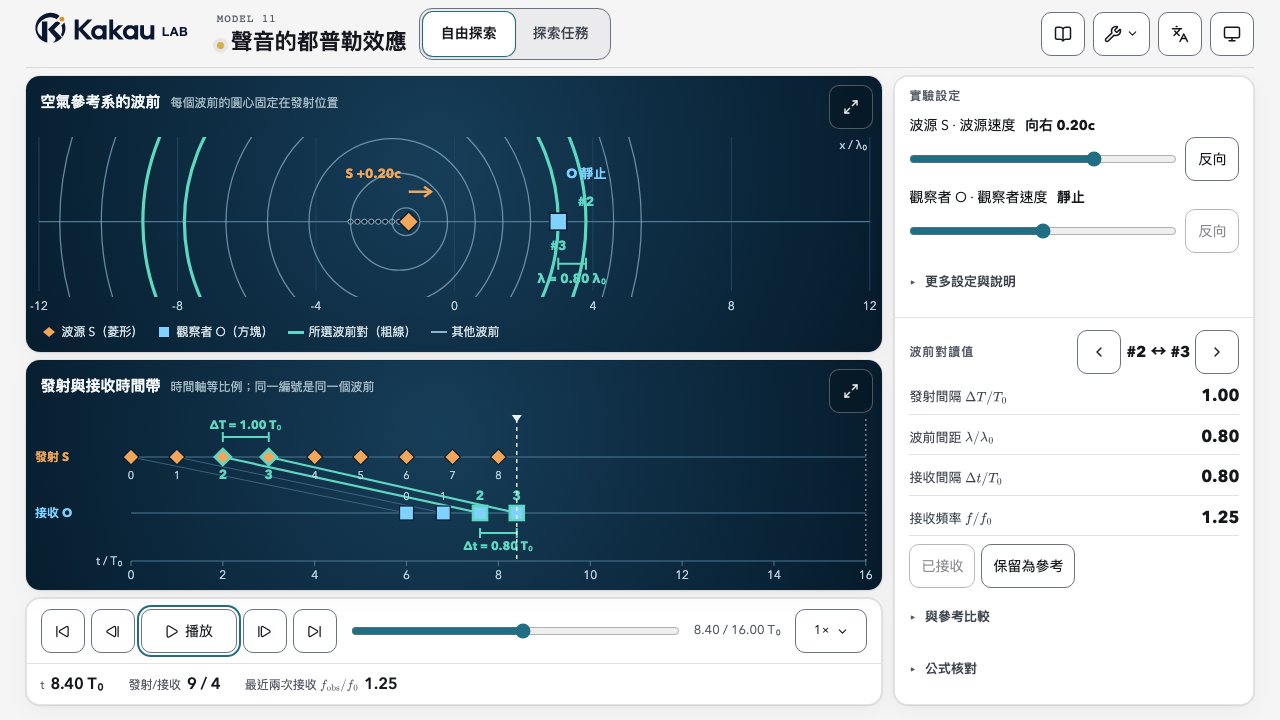 Kakau LAB
MODEL 11
聲音的都普勒效應
自由探索
探索任務
空氣參考系的波前 每個波前的圓心固定在發射位置
x / λ₀
S +0.20c
O 靜止
#2
#3
λ = 0.80 λ₀
-12 -8 -4 0 4 8 12
波源 S（菱形） 觀察者 O（方塊） 所選波前對（粗線） 其他波前
發射與接收時間帶 時間軸等比例；同一編號是同一個波前
ΔT = 1.00 T₀
發射 S
0 1 2 3 4 5 6 7 8
0 1 2 3
接收 O
Δt = 0.80 T₀
t / T₀
0 2 4 6 8 10 12 14 16
播放
8.40 / 16.00 T₀
1×
t 8.40 T₀ 發射/接收 9 / 4 最近兩次接收 f_obs/f₀ 1.25
實驗設定
波源 S · 波源速度 向右 0.20c
反向
觀察者 O · 觀察者速度 靜止
反向
更多設定與說明
波前對讀值 #2 ↔ #3
發射間隔 ΔT/T₀ 1.00
波前間距 λ/λ₀ 0.80
接收間隔 Δt/T₀ 0.80
接收頻率 f/f₀ 1.25
已接收 保留為參考
與參考比較
公式核對